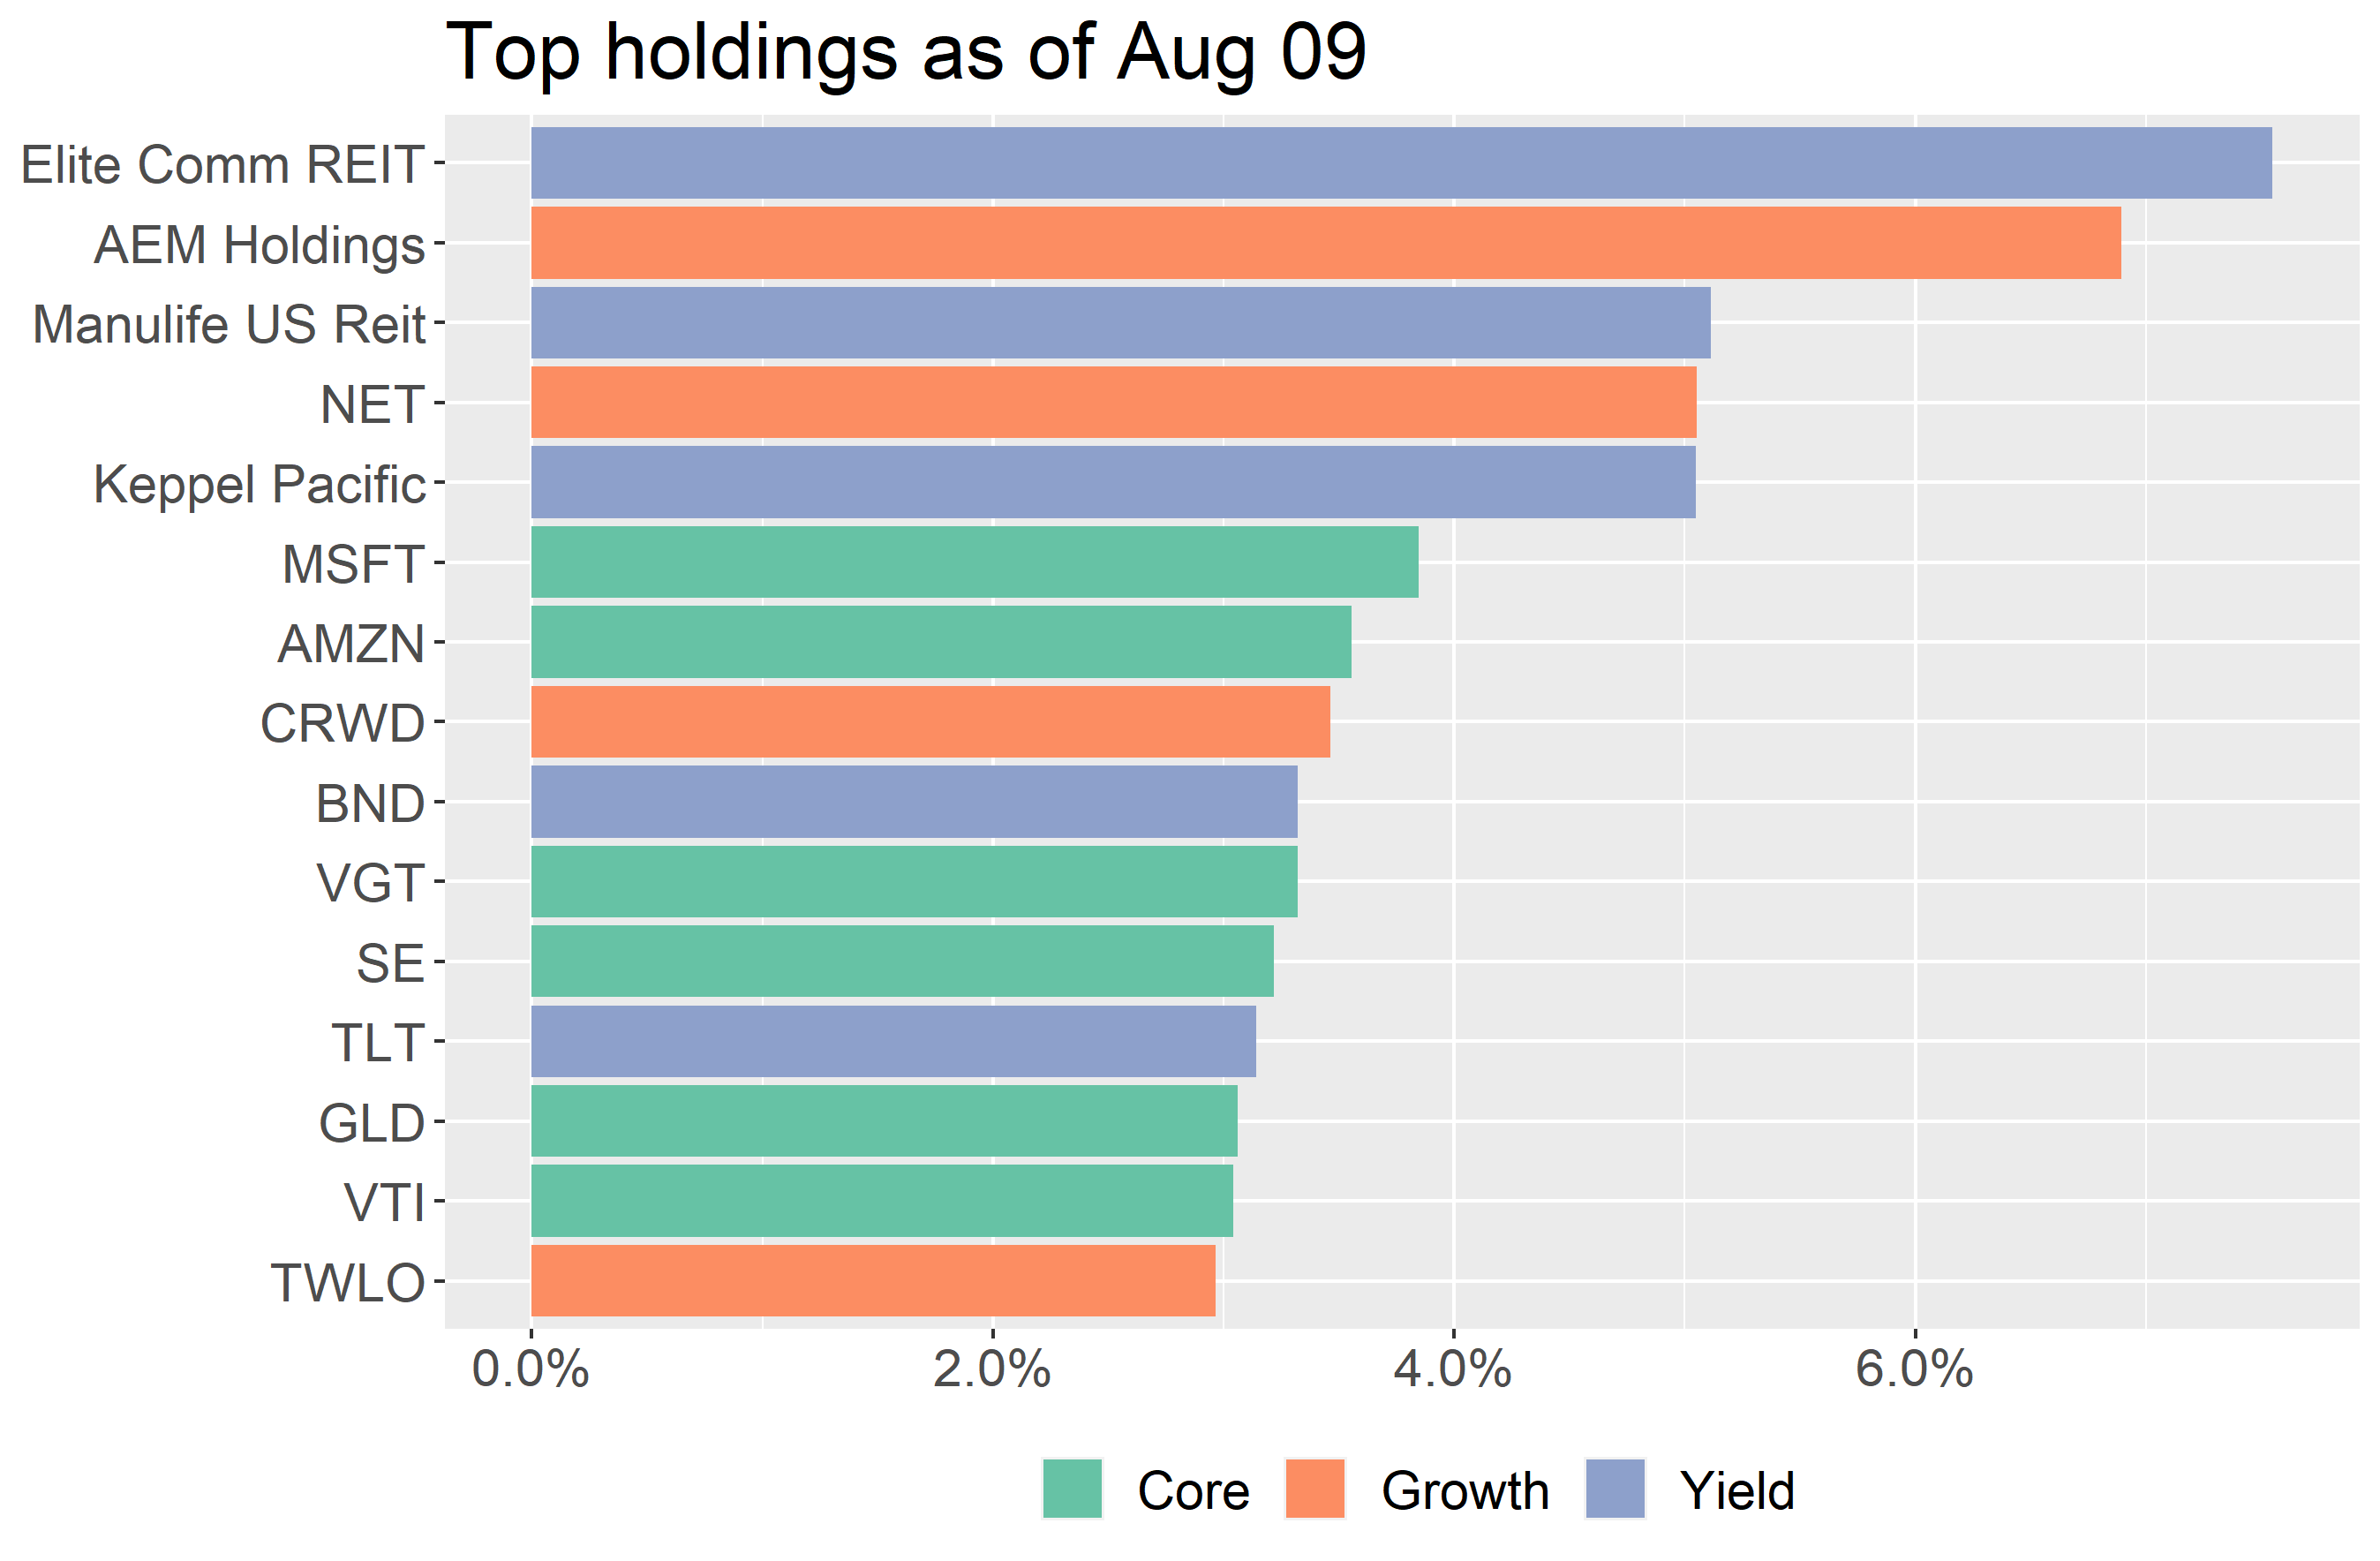 Top holdings as of Aug 09
Elite Comm REIT
AEM Holdings
Manulife US Reit
NET
Keppel Pacific
MSFT
AMZN
CRWD
BND
VGT
SE
TLT
GLD
VTI
TWLO
0.0% 2.0% 4.0% 6.0%
Core Growth Yield